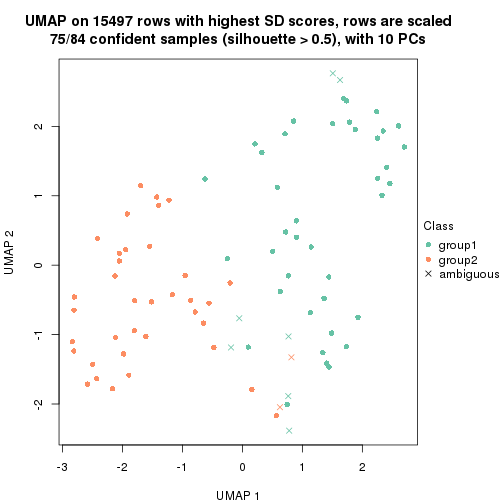 UMAP on 15497 rows with highest SD scores, rows are scaled
75/84 confident samples (silhouette > 0.5), with 10 PCs
UMAP 2
2
1
0
-1
-2
-3
-2
-1
0
1
2
UMAP 1
Class
group1
group2
ambiguous